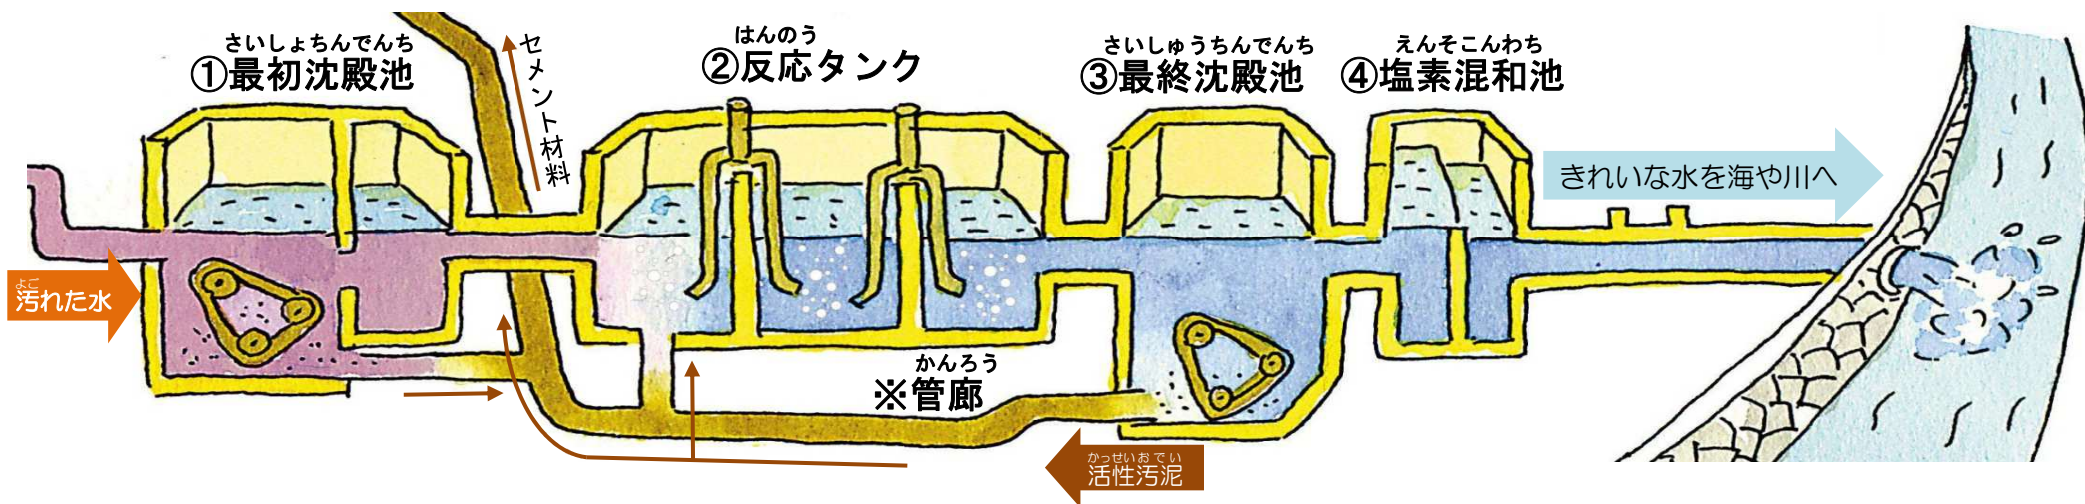 さいしょちんでんち
①最初沈殿池
セメント材料
はんのう
②反応タンク
さいしゅうちんでんち
③最終沈殿池
えんそこんわち
④塩素混和池
きれいな水を海や川へ
よご
汚れた水
かんろう
※管廊
かっせいおでい
活性汚泥